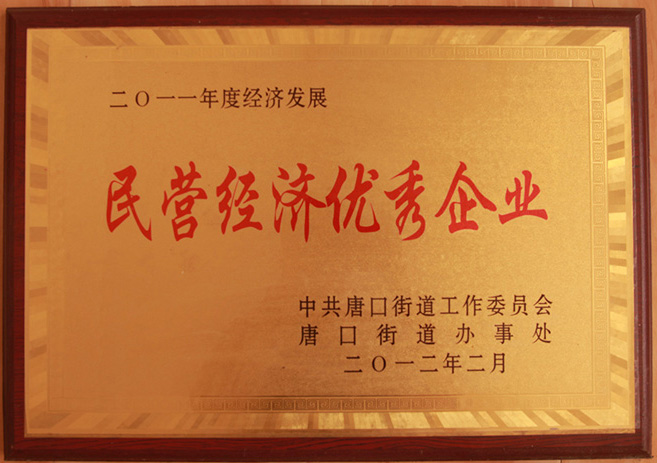 二〇一一年度经济发展
民营经济优秀企业
中共唐口街道工作委员会
唐口街道办事处
二〇一二年二月